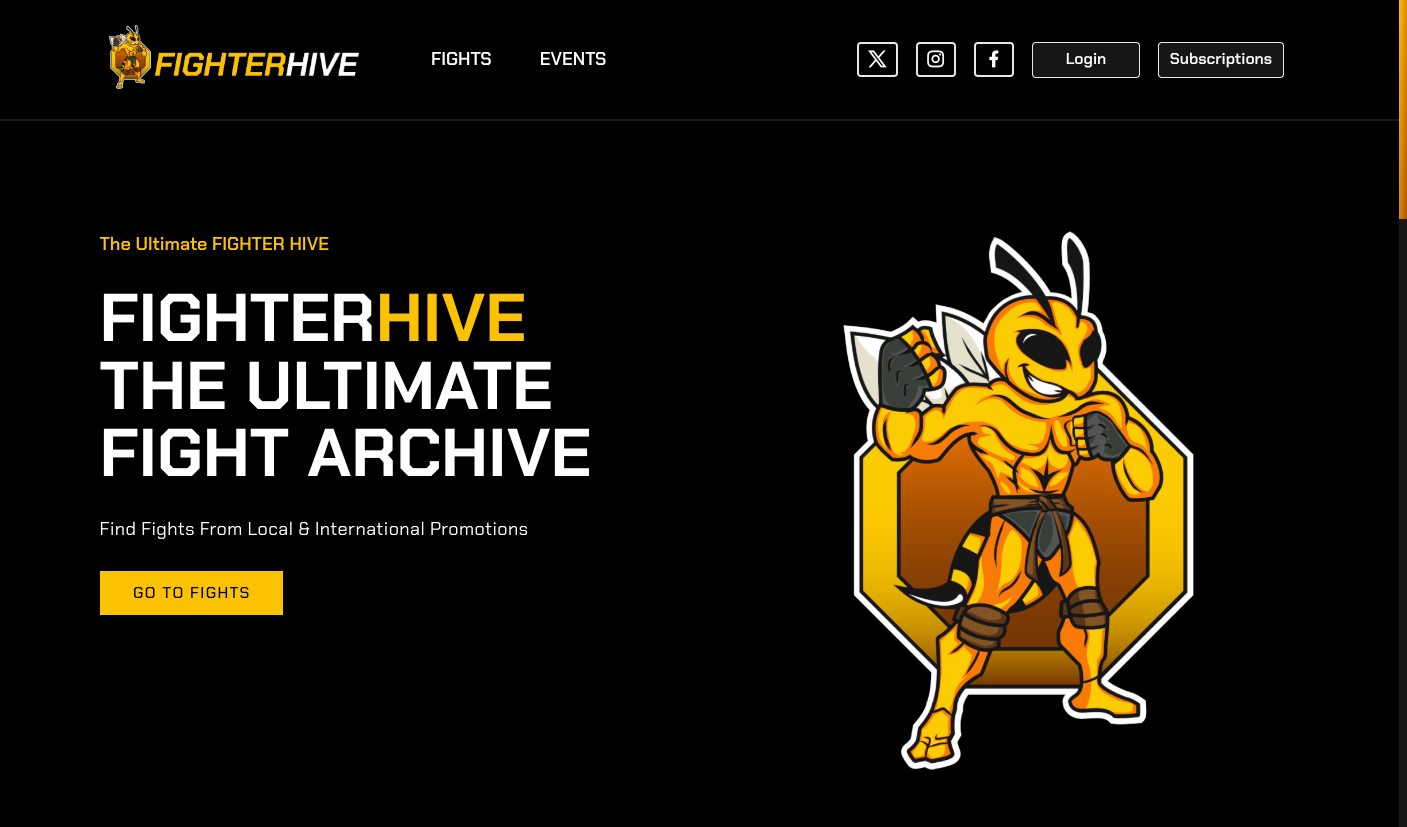 FIGHTERHIVE
FIGHTS
EVENTS
Login
Subscriptions
The Ultimate FIGHTER HIVE
FIGHTERHIVE
THE ULTIMATE
FIGHT ARCHIVE
Find Fights From Local & International Promotions
GO TO FIGHTS